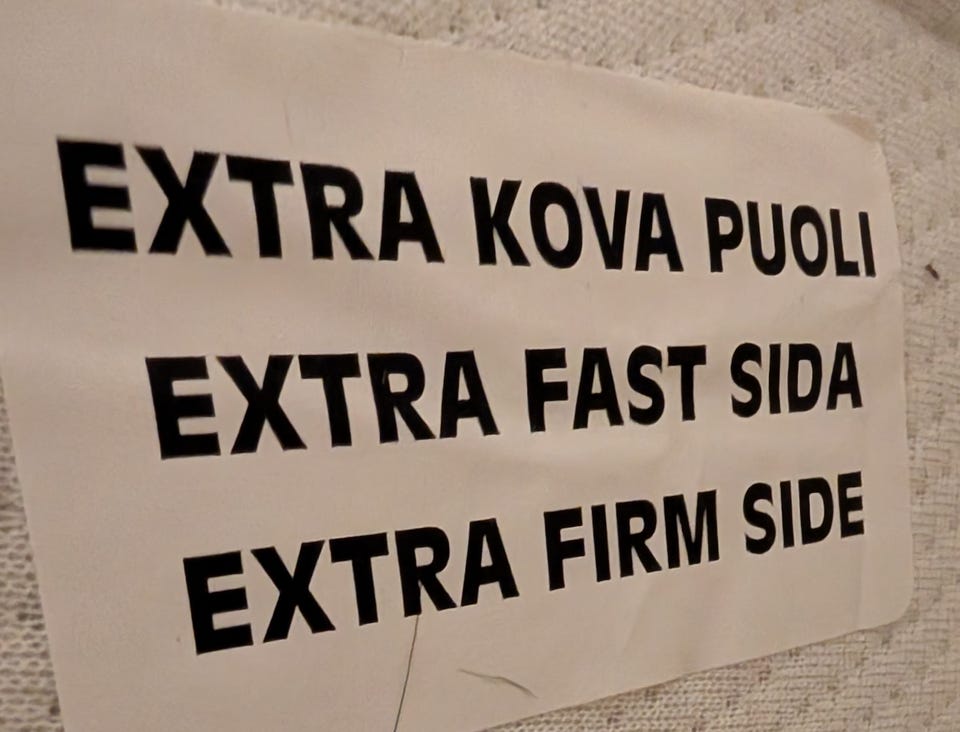 EXTRA KOVA PUOLI
EXTRA FAST SIDA
EXTRA FIRM SIDE